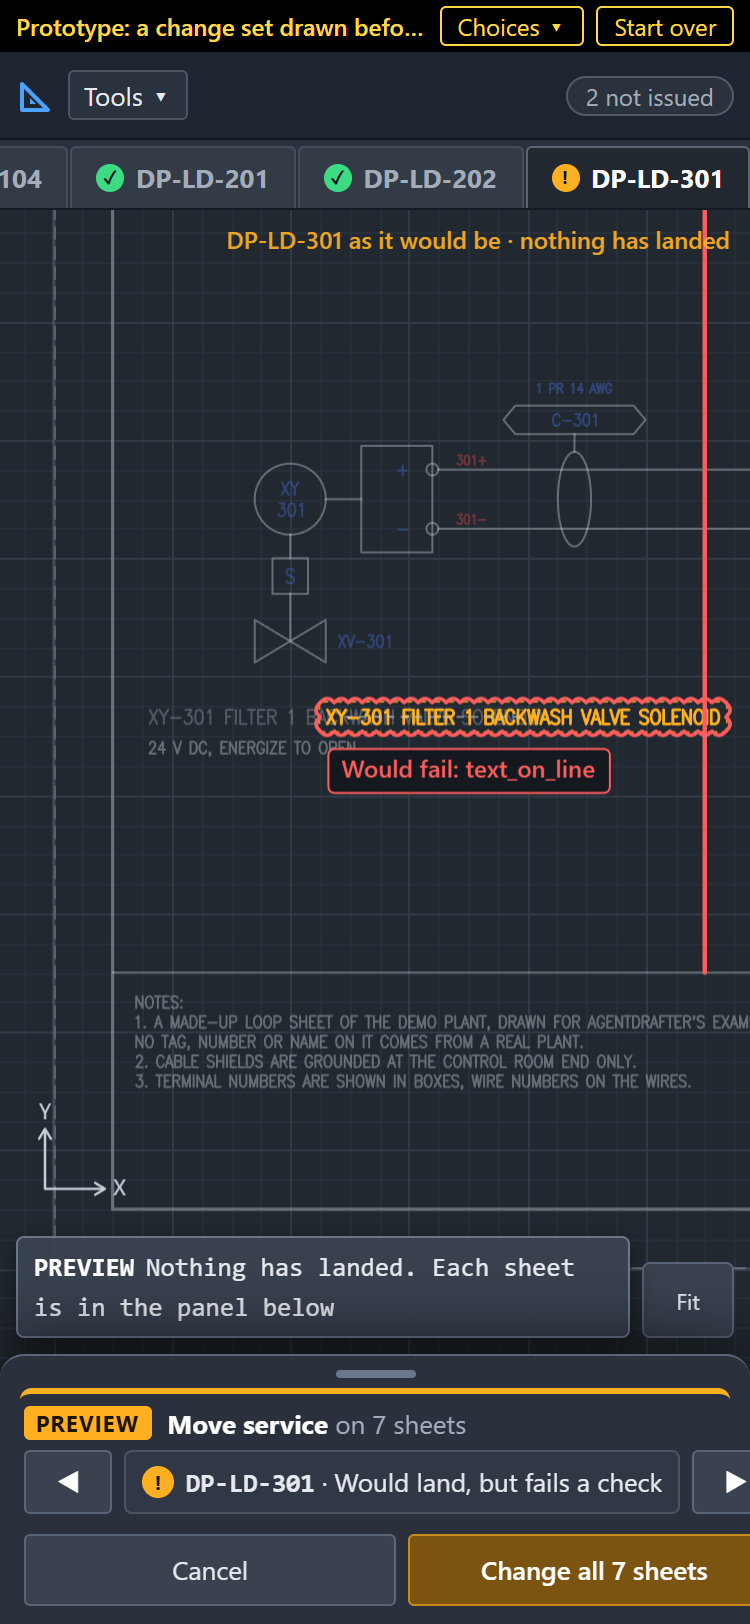 Prototype: a change set drawn befo...
Choices ▼
Start over
Tools ▼
2 not issued
104
DP-LD-201
DP-LD-202
DP-LD-301
DP-LD-301 as it would be · nothing has landed
1 PR 14 AWG
C-301
301+
301-
XY
301
+
-
S
XV-301
XY-301 FILTER 1
XY-301 FILTER 1 BACKWASH VALVE SOLENOID
24 V DC, ENERGIZE TO OPEN
Would fail: text_on_line
NOTES:
1. A MADE-UP LOOP SHEET OF THE DEMO PLANT, DRAWN FOR AGENTDRAFTER'S EXAM
NO TAG, NUMBER OR NAME ON IT COMES FROM A REAL PLANT.
2. CABLE SHIELDS ARE GROUNDED AT THE CONTROL ROOM END ONLY.
3. TERMINAL NUMBERS ARE SHOWN IN BOXES, WIRE NUMBERS ON THE WIRES.
Y
X
PREVIEW Nothing has landed. Each sheet
is in the panel below
Fit
PREVIEW Move service on 7 sheets
DP-LD-301 · Would land, but fails a check
Cancel
Change all 7 sheets